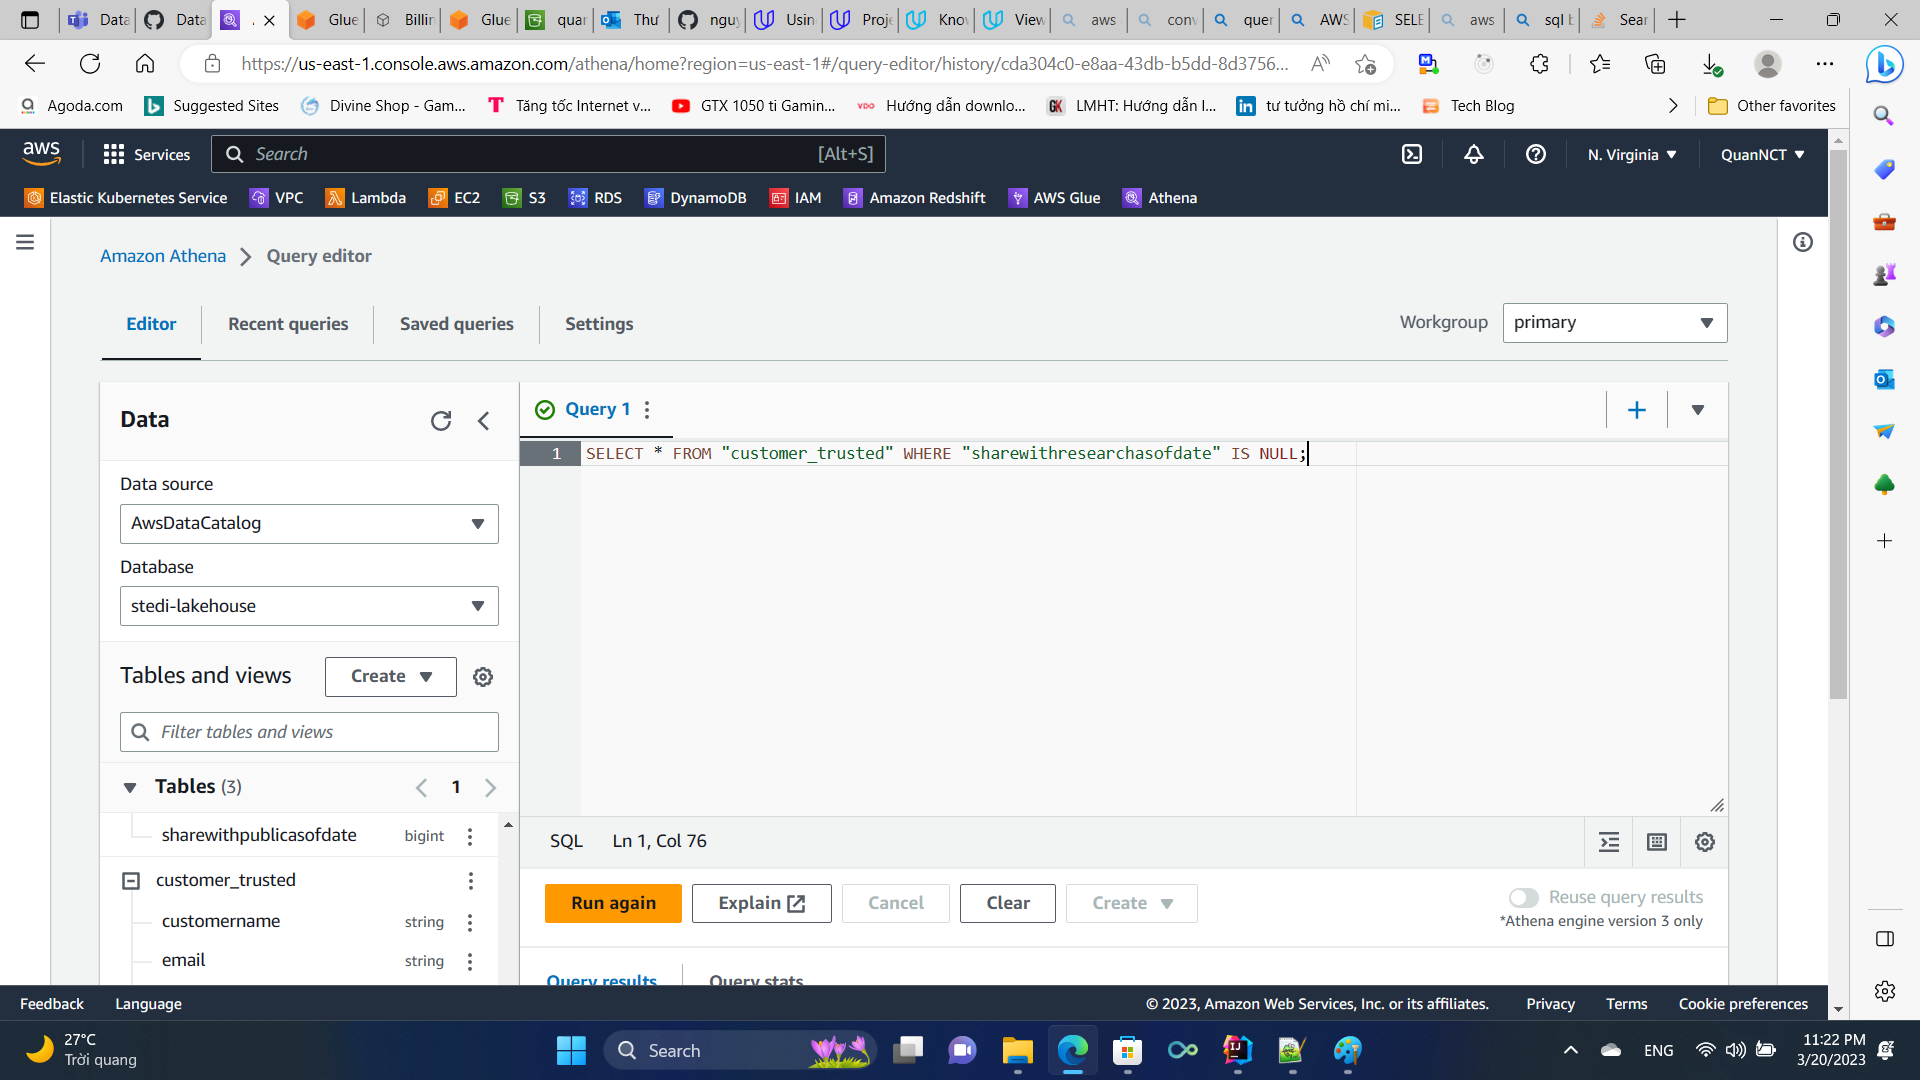 Data
Data
Glue
Billin
Glue
quan
Thư
nguy
Usin
Proje
Knov
View
aws
conv
quer
AWS
SELE
aws
sql b
Sear
https://us-east-1.console.aws.amazon.com/athena/home?region=us-east-1#/query-editor/history/cda304c0-e8aa-43db-b5dd-8d3756...
Agoda.com
Suggested Sites
Divine Shop - Gam...
Tăng tốc Internet v...
GTX 1050 ti Gamin...
Hướng dẫn downlo...
LMHT: Hướng dẫn l...
tư tưởng hồ chí mi...
Tech Blog
Other favorites
aws
Services
Search
[Alt+S]
N. Virginia
QuanNCT
Elastic Kubernetes Service
VPC
Lambda
EC2
S3
RDS
DynamoDB
IAM
Amazon Redshift
AWS Glue
Athena
Amazon Athena
Query editor
Editor
Recent queries
Saved queries
Settings
Workgroup
primary
Data
Query 1
1
SELECT * FROM "customer_trusted" WHERE "sharewithresearchasofdate" IS NULL;
Data source
AwsDataCatalog
Database
stedi-lakehouse
Tables and views
Create
Filter tables and views
Tables (3)
1
sharewithpublicasofdate
bigint
customer_trusted
customername
string
email
string
SQL
Ln 1, Col 76
Run again
Explain
Cancel
Clear
Create
Reuse query results
*Athena engine version 3 only
Query results
Query stats
Feedback
Language
© 2023, Amazon Web Services, Inc. or its affiliates.
Privacy
Terms
Cookie preferences
27°C
Trời quang
Search
ENG
11:22 PM
3/20/2023